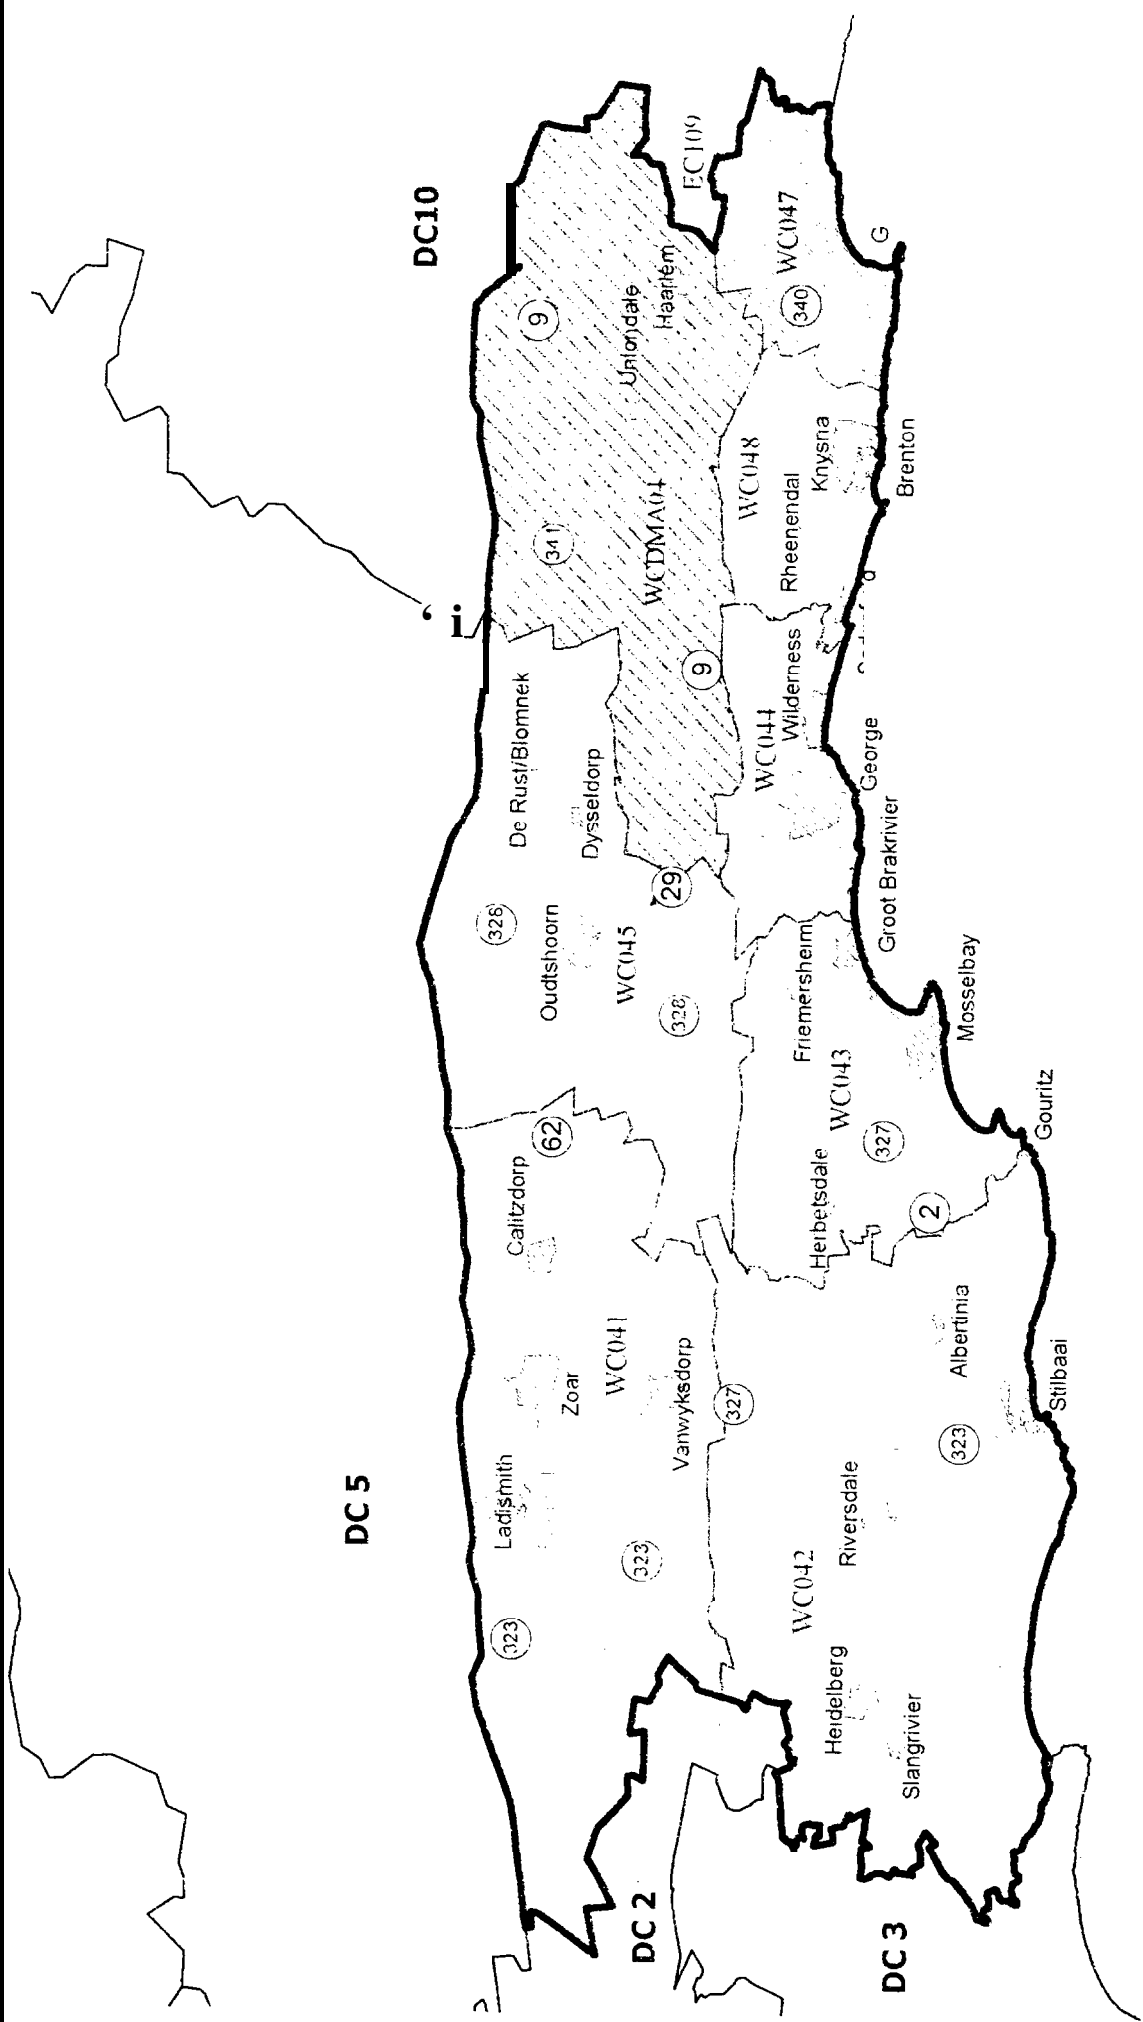 DC 5
DC10
DC 2
DC 3
‘ i
323
Ladismith
Zoar
Calitzdorp
62
326
Oudtshoorn
De Rust/Blomnek
Dysseldorp
341
9
Uniondale
Haarlem
EC109
323
WC041
Vanwyksdorp
327
328
WC045
29
9
WCDMA04
WC048
WC047
340
Heidelberg
WC042
Slangrivier
Riversdale
323
Albertinia
Stilbaai
Herbetsdale
2
327
WC043
Friemersheim
Gouritz
Mosselbay
Groot Brakrivier
George
WC044
Wilderness
Rheenendal
Knysna
Brenton
G